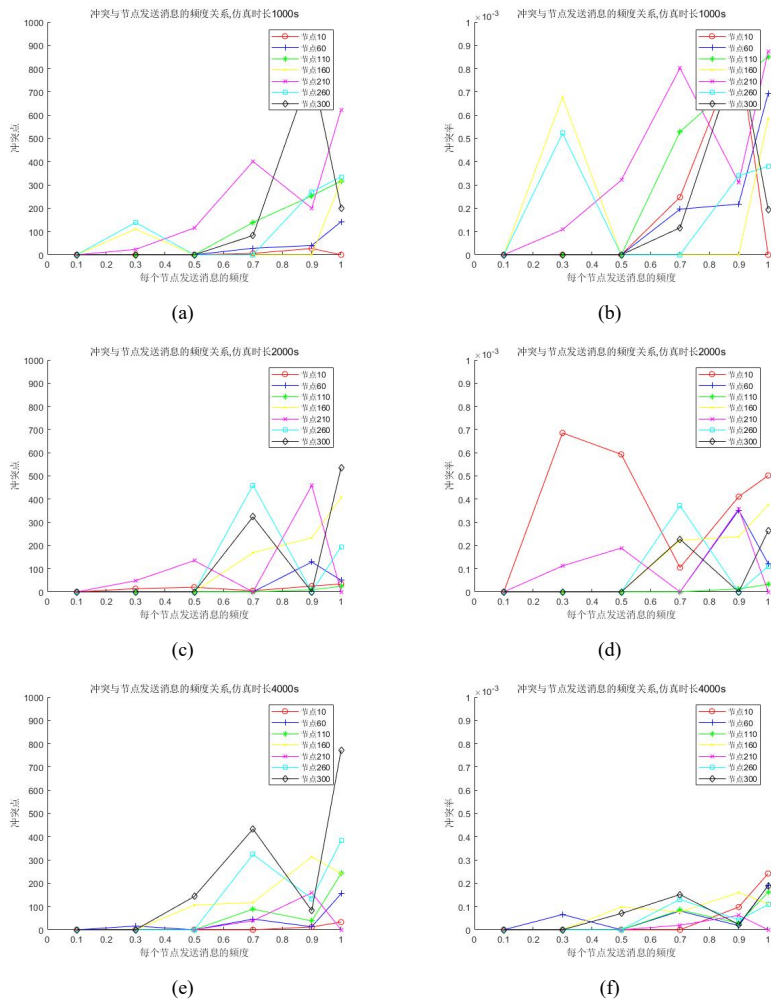 冲突与节点发送消息的频度关系,仿真时长1000s
1000
900
800
700
600
500
400
300
200
100
0
冲突点
节点10
节点60
节点110
节点160
节点210
节点260
节点300
0 0.1 0.2 0.3 0.4 0.5 0.6 0.7 0.8 0.9 1
每个节点发送消息的频度
(a)
冲突与节点发送消息的频度关系,仿真时长1000s
× 10⁻³
1
0.9
0.8
0.7
0.6
0.5
0.4
0.3
0.2
0.1
0
冲突率
节点10
节点60
节点110
节点160
节点210
节点260
节点300
0 0.1 0.2 0.3 0.4 0.5 0.6 0.7 0.8 0.9 1
每个节点发送消息的频度
(b)
冲突与节点发送消息的频度关系,仿真时长2000s
1000
900
800
700
600
500
400
300
200
100
0
冲突点
节点10
节点60
节点110
节点160
节点210
节点260
节点300
0 0.1 0.2 0.3 0.4 0.5 0.6 0.7 0.8 0.9 1
每个节点发送消息的频度
(c)
冲突与节点发送消息的频度关系,仿真时长2000s
× 10⁻³
1
0.9
0.8
0.7
0.6
0.5
0.4
0.3
0.2
0.1
0
冲突率
节点10
节点60
节点110
节点160
节点210
节点260
节点300
0 0.1 0.2 0.3 0.4 0.5 0.6 0.7 0.8 0.9 1
每个节点发送消息的频度
(d)
冲突与节点发送消息的频度关系,仿真时长4000s
1000
900
800
700
600
500
400
300
200
100
0
冲突点
节点10
节点60
节点110
节点160
节点210
节点260
节点300
0 0.1 0.2 0.3 0.4 0.5 0.6 0.7 0.8 0.9 1
每个节点发送消息的频度
(e)
冲突与节点发送消息的频度关系,仿真时长4000s
× 10⁻³
1
0.9
0.8
0.7
0.6
0.5
0.4
0.3
0.2
0.1
0
冲突率
节点10
节点60
节点110
节点160
节点210
节点260
节点300
0 0.1 0.2 0.3 0.4 0.5 0.6 0.7 0.8 0.9 1
每个节点发送消息的频度
(f)